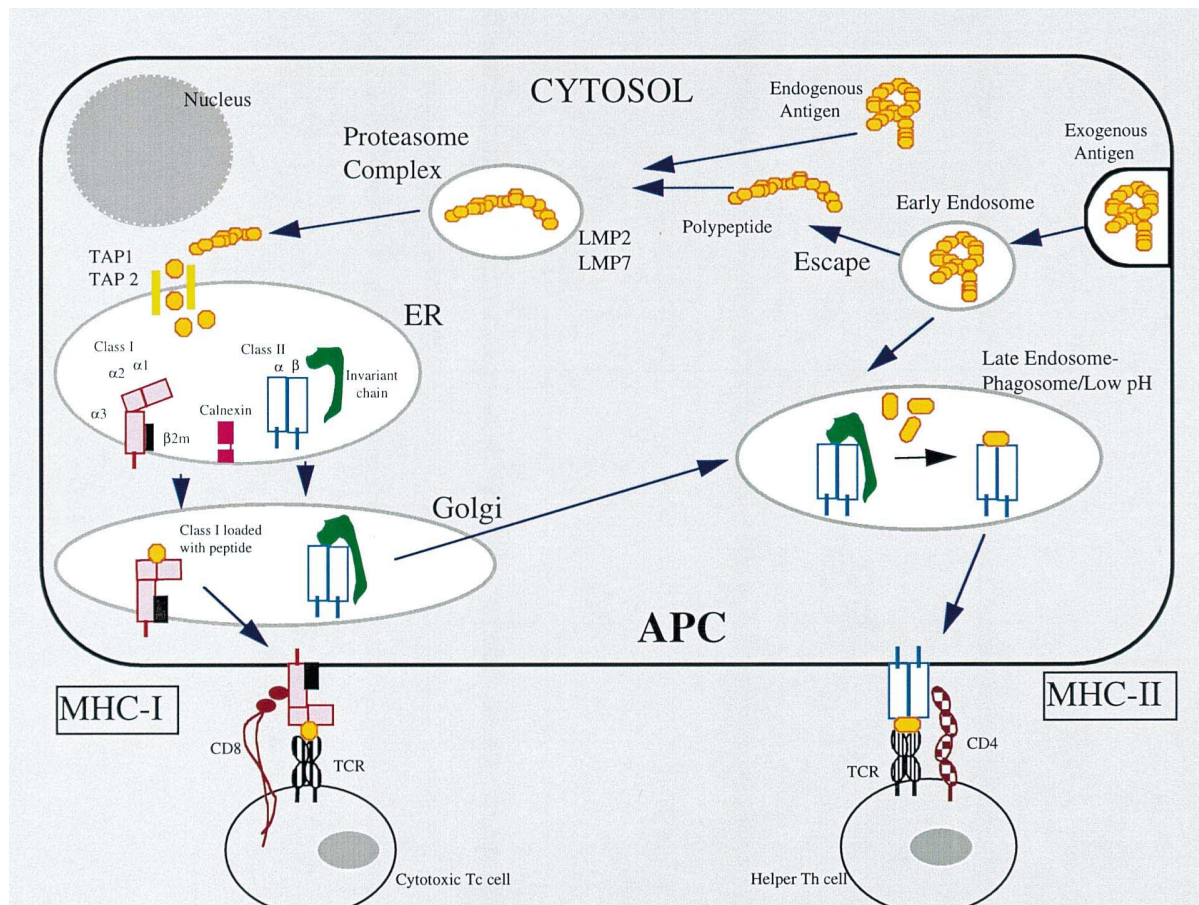 CYTOSOL
Nucleus
Endogenous
Antigen
Exogenous
Antigen
Proteasome
Complex
Polypeptide
Early Endosome
LMP2
LMP7
Escape
TAP1
TAP 2
ER
Class I
α2 α1
α3
β2m
Calnexin
Class II
α β
Invariant
chain
Late Endosome-
Phagosome/Low pH
Golgi
Class I loaded
with peptide
APC
MHC-I
MHC-II
CD8
TCR
TCR
CD4
Cytotoxic Tc cell
Helper Th cell